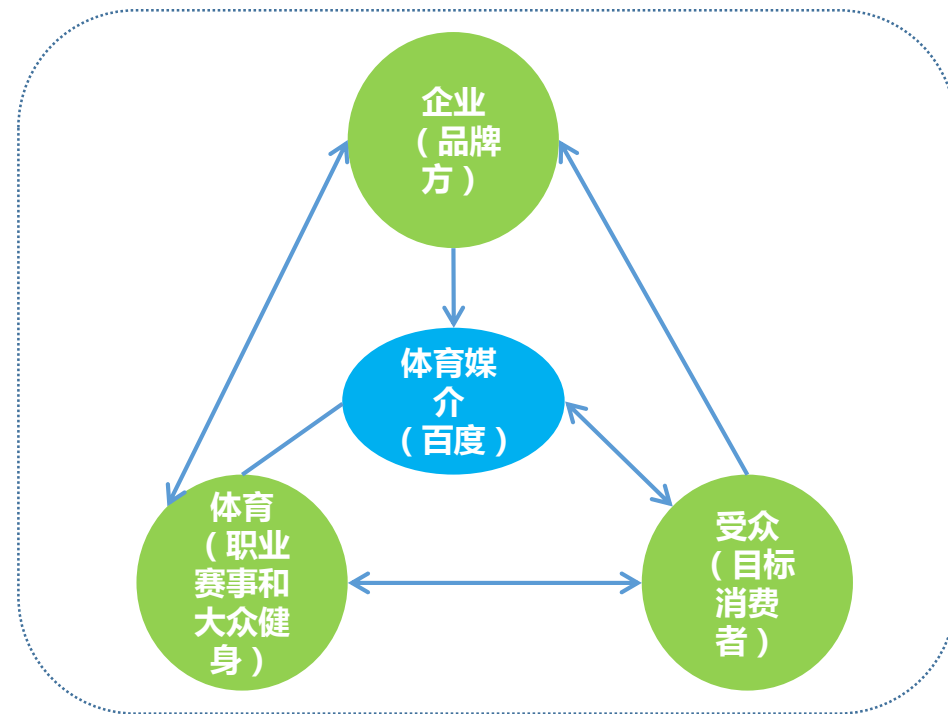 企业
（品牌
方）
体育媒
介
（百度）
体育
（职业
赛事和
大众健
身）
受众
（目标
消费
者）